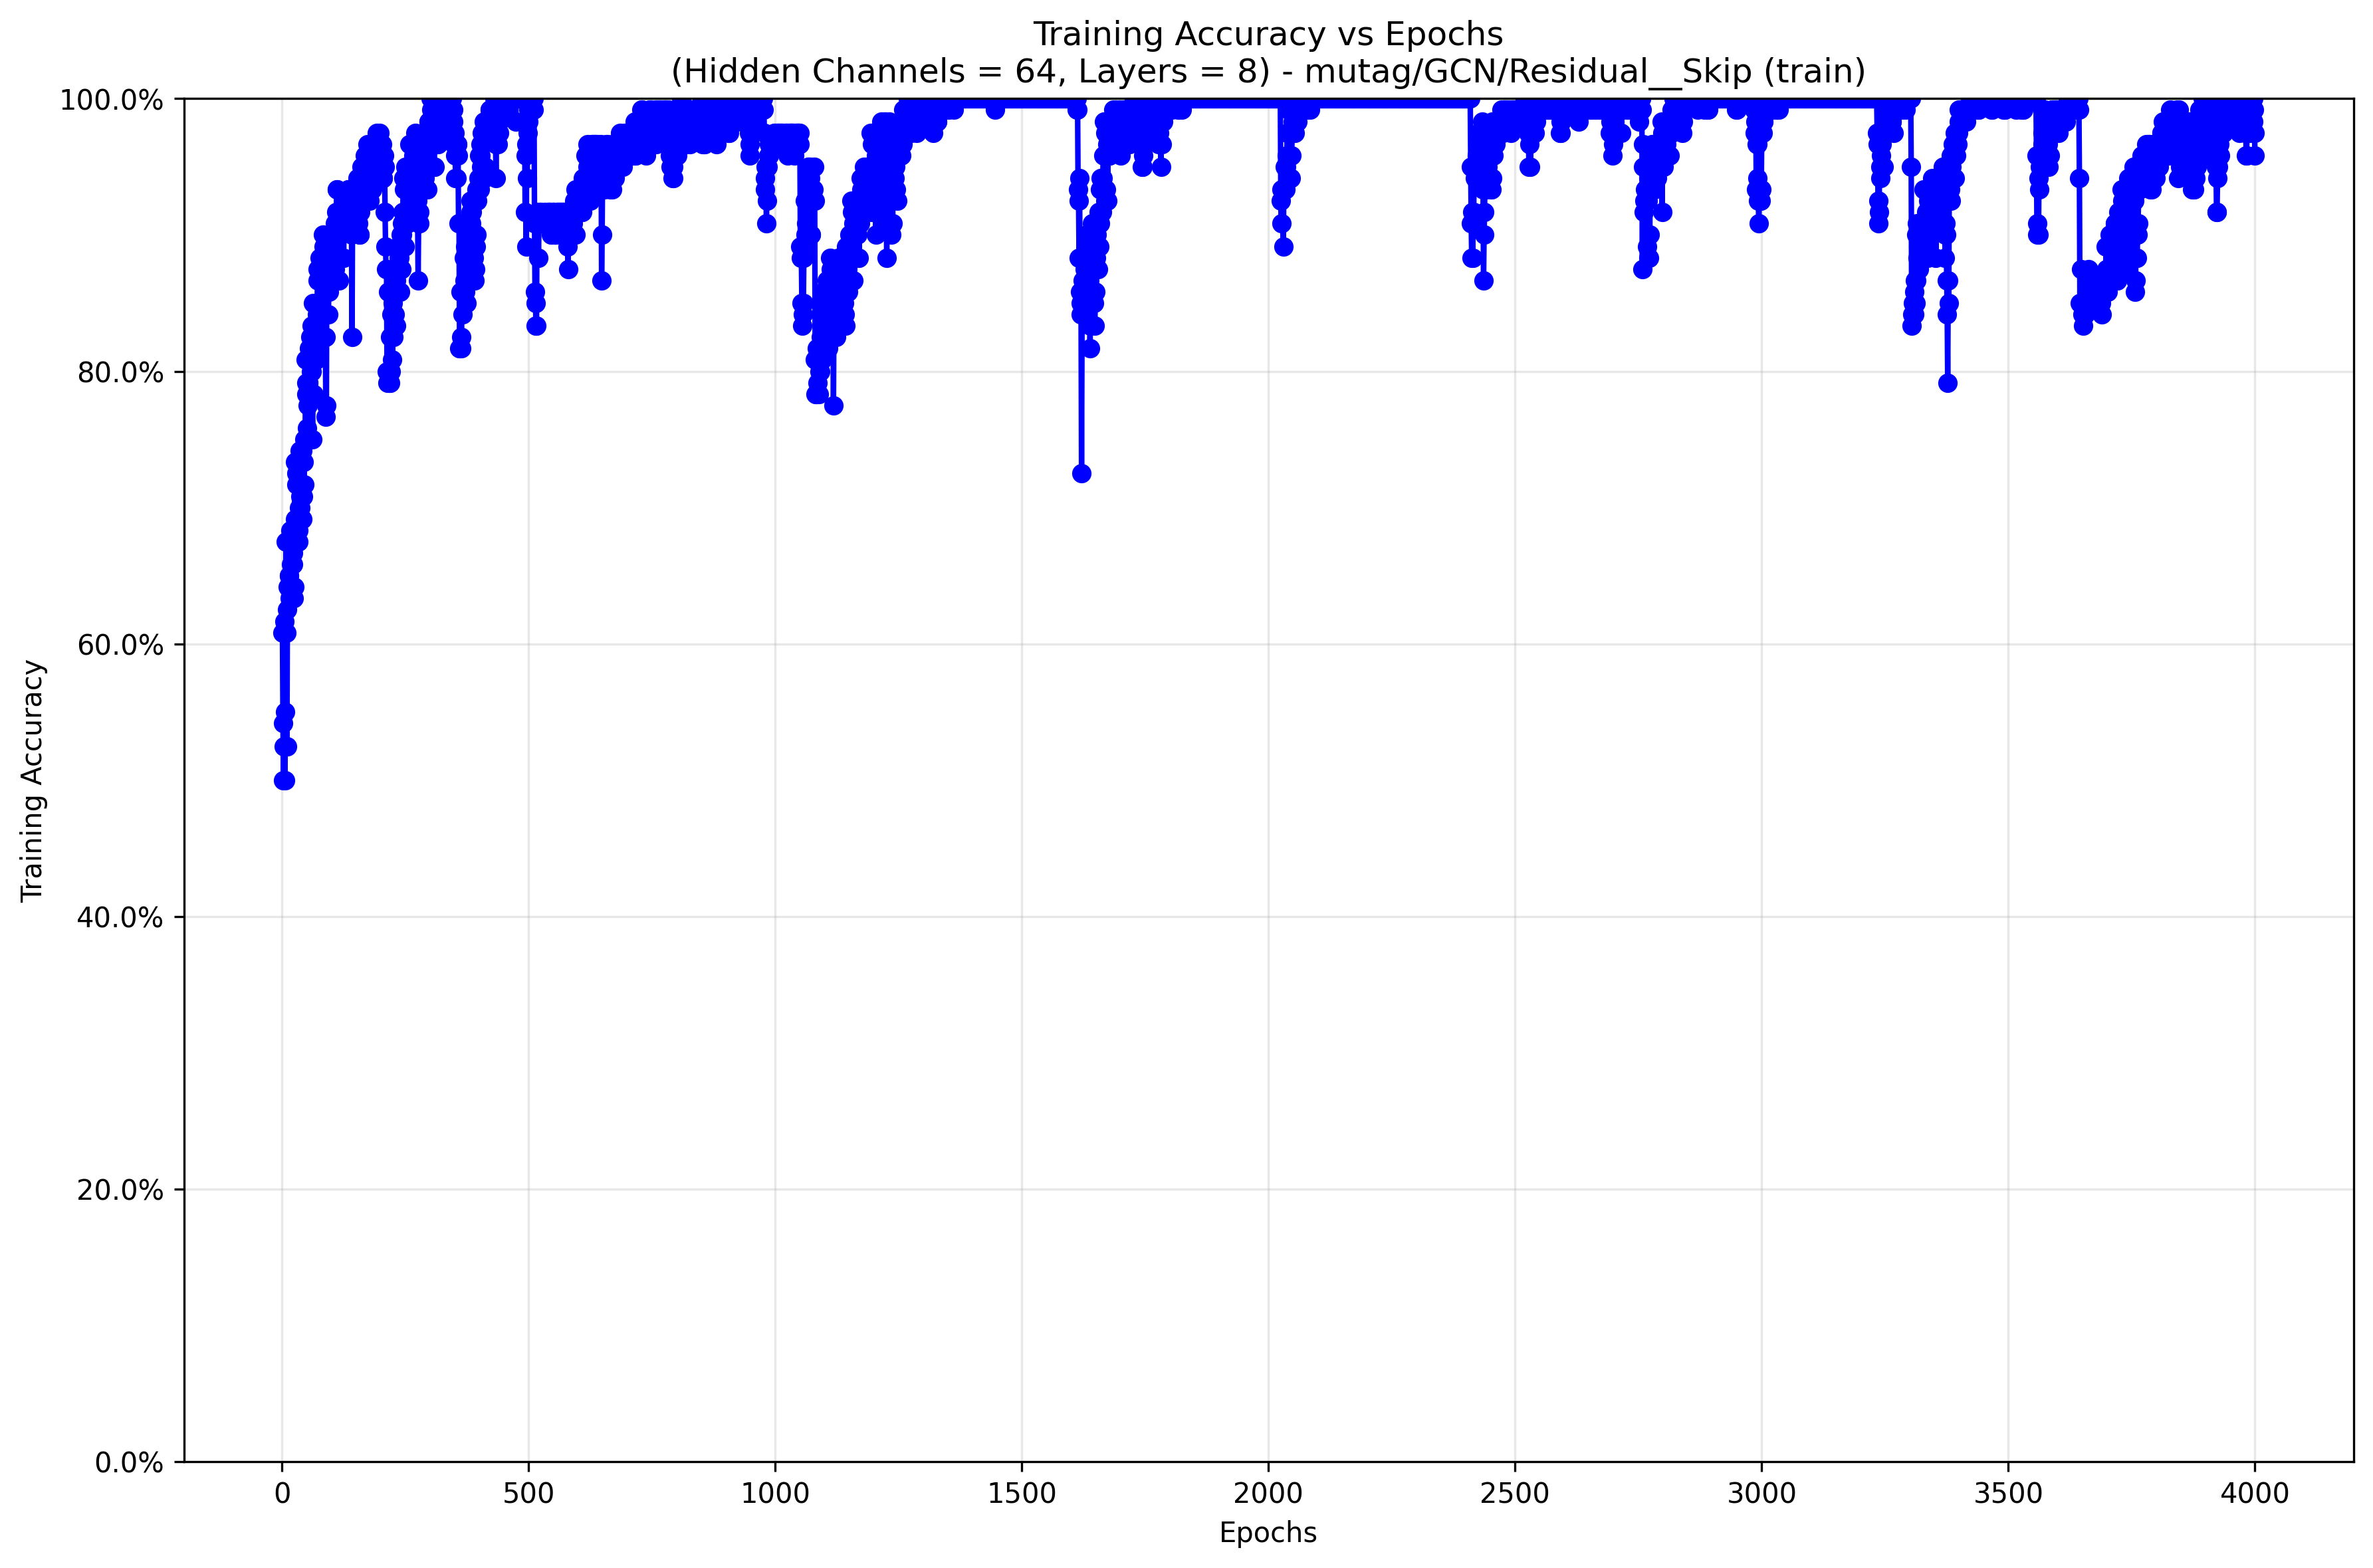 Training Accuracy vs Epochs
(Hidden Channels = 64, Layers = 8) - mutag/GCN/Residual__Skip (train)
100.0%
80.0%
60.0%
40.0%
20.0%
0.0%
Training Accuracy
0 500 1000 1500 2000 2500 3000 3500 4000
Epochs